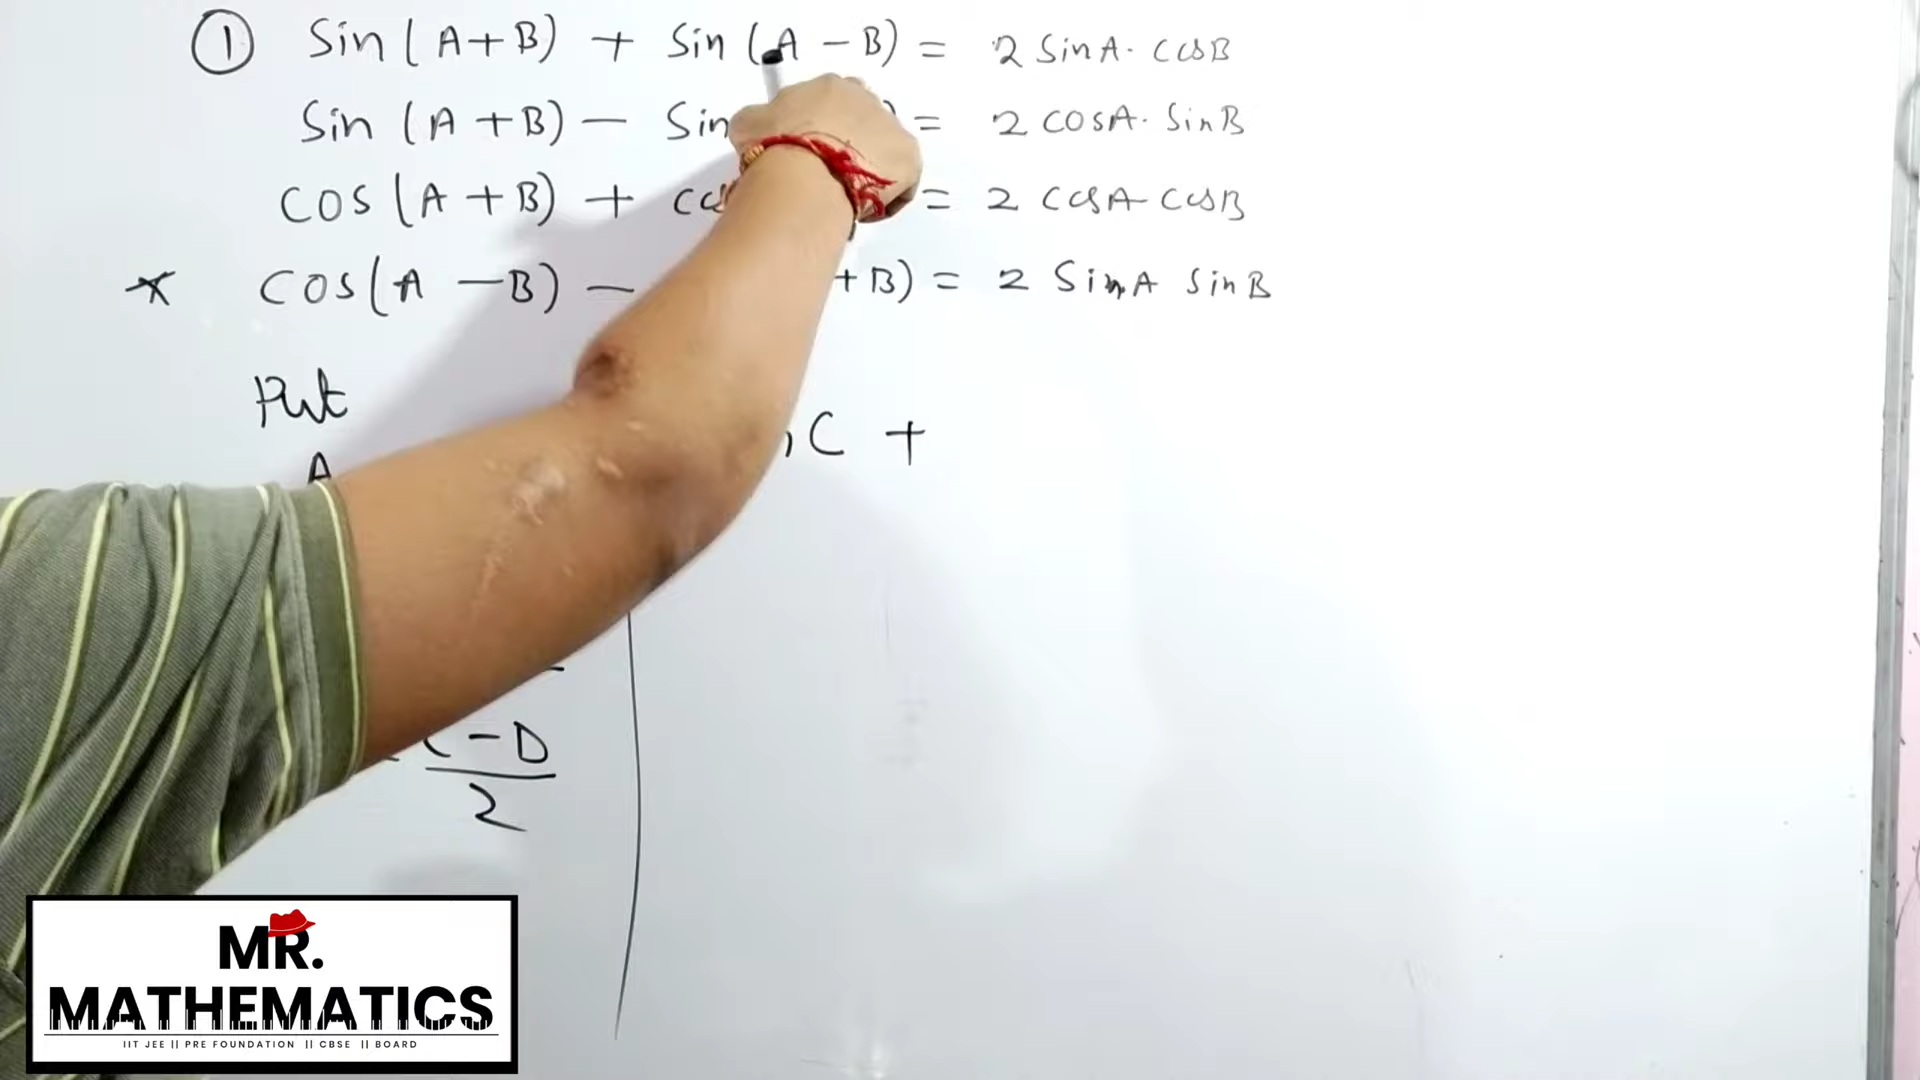 ① Sin(A+B) + Sin(A-B) = 2 SinA. CosB
Sin(A+B) - Sin = 2 COSA. SinB
COS(A+B) + = 2 CosA CosB
* COS(A-B) - +B) = 2 SinA SinB
Put
A
C +
C-D
2
MR.
MATHEMATICS
IIT JEE || PRE FOUNDATION || CBSE || BOARD